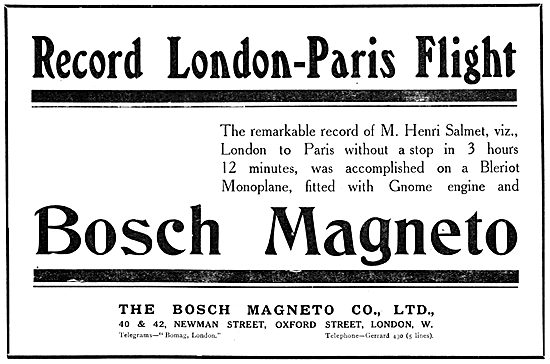 Record London-Paris Flight
The remarkable record of M. Henri Salmet, viz.,
London to Paris without a stop in 3 hours
12 minutes, was accomplished on a Bleriot
Monoplane, fitted with Gnome engine and
Bosch Magneto
THE BOSCH MAGNETO CO., LTD.,
40 & 42, NEWMAN STREET, OXFORD STREET, LONDON, W.
Telegrams—"Bomag, London." Telephone—Gerrard 430 (5 lines).